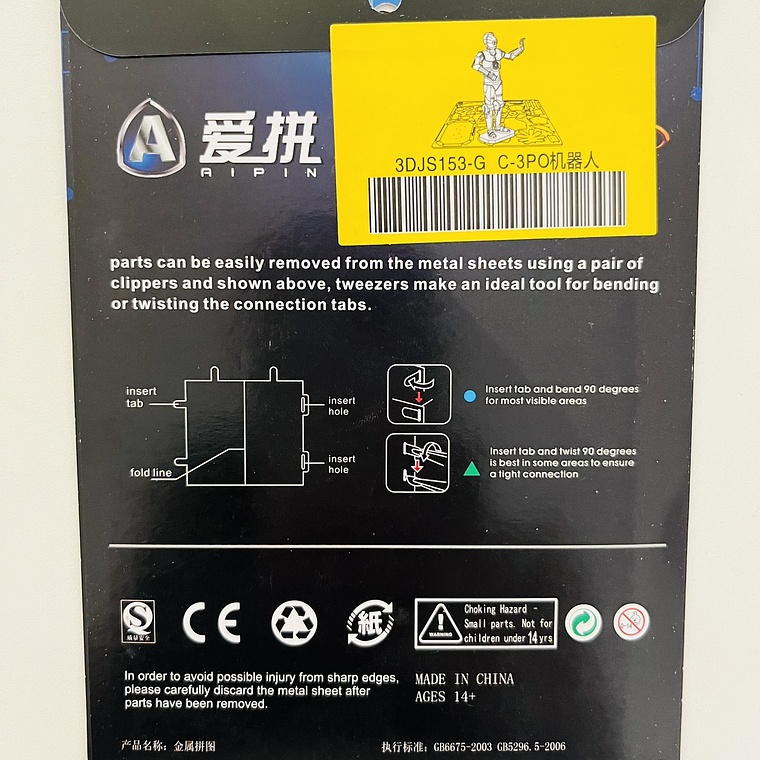 A
爱拼
AIPIN
3DJS153-G C-3PO机器人
parts can be easily removed from the metal sheets using a pair of
clippers and shown above, tweezers make an ideal tool for bending
or twisting the connection tabs.
insert
tab
insert
hole
fold line
insert
hole
Insert tab and bend 90 degrees
for most visible areas
Insert tab and twist 90 degrees
is best in some areas to ensure
a tight connection
S
质量安全
CE
紙
WARNING
Choking Hazard -
Small parts. Not for
children under 14 yrs
In order to avoid possible injury from sharp edges,
please carefully discard the metal sheet after
parts have been removed.
MADE IN CHINA
AGES 14+
产品名称: 金属拼图
执行标准: GB6675-2003 GB5296.5-2006